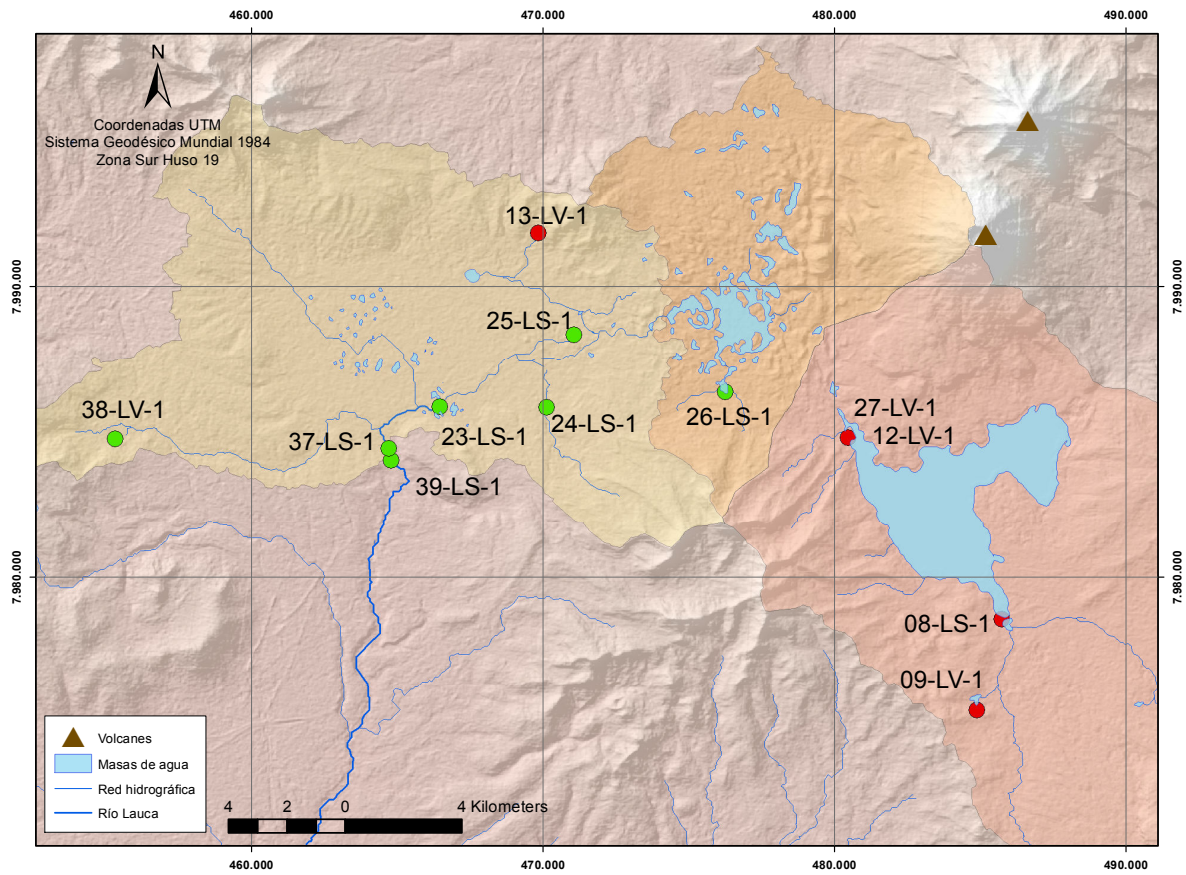 460.000
470.000
480.000
490.000
N
Coordenadas UTM
Sistema Geodésico Mundial 1984
Zona Sur Huso 19
13-LV-1
7.990.000
7.990.000
25-LS-1
38-LV-1
37-LS-1
23-LS-1
24-LS-1
26-LS-1
27-LV-1
12-LV-1
39-LS-1
7.980.000
7.980.000
08-LS-1
09-LV-1
Volcanes
Masas de agua
Red hidrográfica
Río Lauca
4 2 0 4 Kilometers
460.000
470.000
480.000
490.000